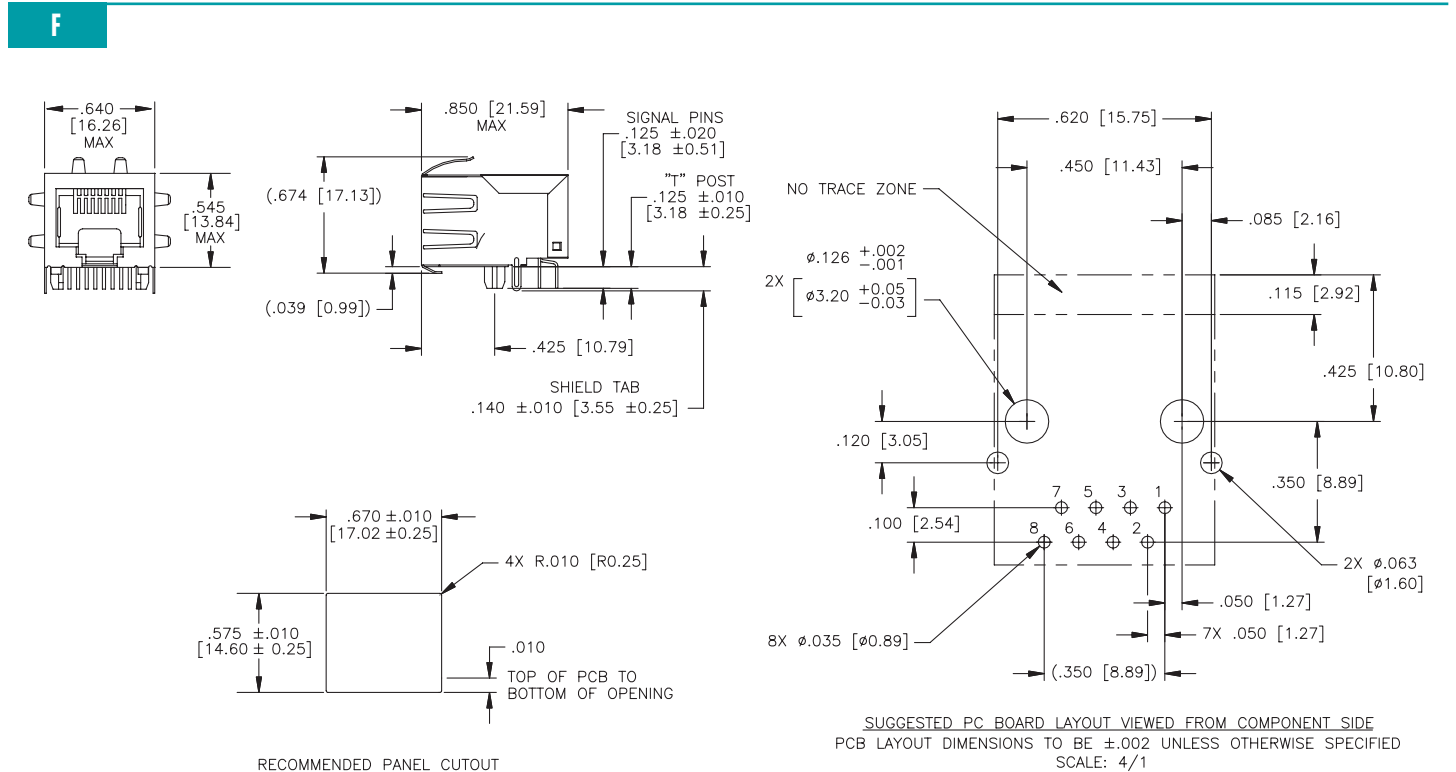 F
.640
[16.26]
MAX
.545
[13.84]
MAX
.850 [21.59]
MAX
SIGNAL PINS
.125 ±.020
[3.18 ±0.51]
"T" POST
.125 ±.010
[3.18 ±0.25]
(.674 [17.13])
(.039 [0.99])
.425 [10.79]
SHIELD TAB
.140 ±.010 [3.55 ±0.25]
.670 ±.010
[17.02 ±0.25]
4X R.010 [R0.25]
.575 ±.010
[14.60 ± 0.25]
.010
TOP OF PCB TO
BOTTOM OF OPENING
RECOMMENDED PANEL CUTOUT
.620 [15.75]
.450 [11.43]
NO TRACE ZONE
.085 [2.16]
2X
ø.126 +.002
-.001
[ø3.20 +0.05
-0.03]
.115 [2.92]
.425 [10.80]
.120 [3.05]
.350 [8.89]
7 5 3 1
.100 [2.54]
8 6 4 2
2X ø.063
[ø1.60]
.050 [1.27]
8X ø.035 [ø0.89]
7X .050 [1.27]
(.350 [8.89])
SUGGESTED PC BOARD LAYOUT VIEWED FROM COMPONENT SIDE
PCB LAYOUT DIMENSIONS TO BE ±.002 UNLESS OTHERWISE SPECIFIED
SCALE: 4/1